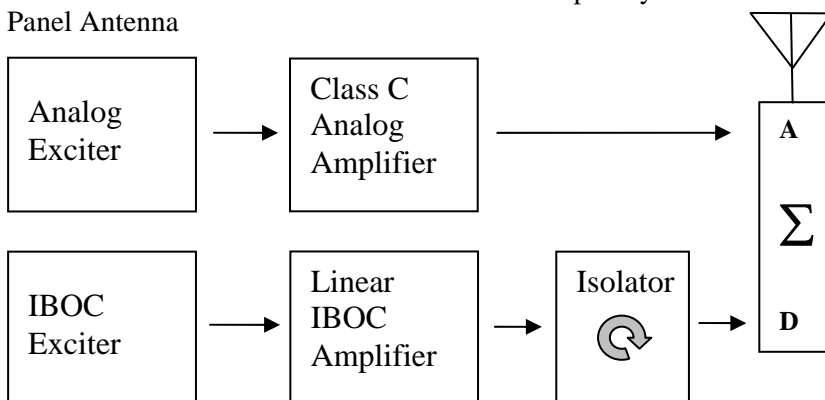 Panel Antenna
Analog
Exciter
Class C
Analog
Amplifier
A
Σ
IBOC
Exciter
Linear
IBOC
Amplifier
Isolator
D